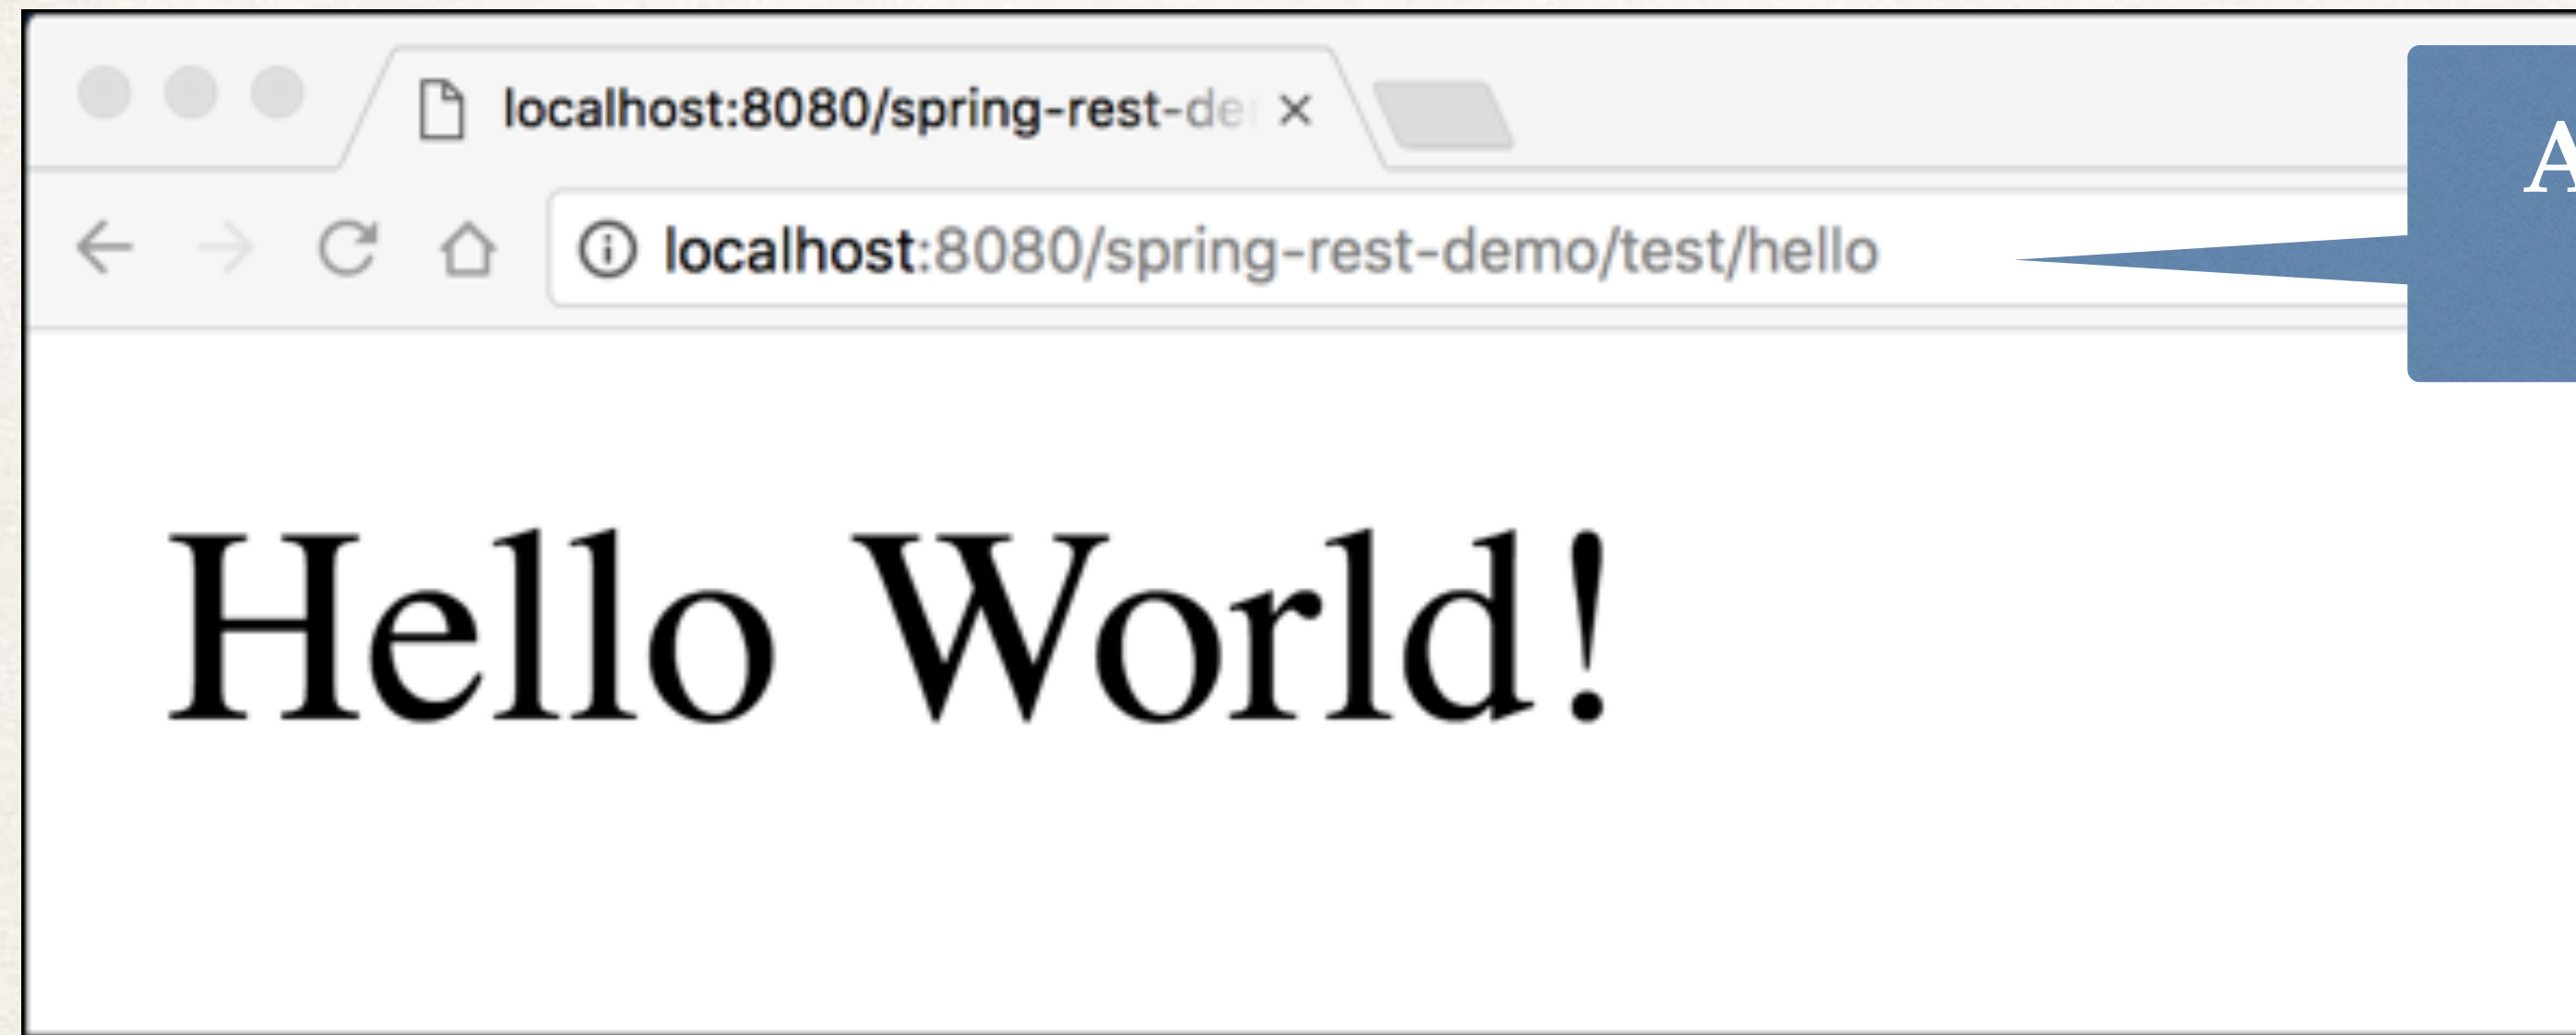 localhost:8080/spring-rest-de
localhost:8080/spring-rest-demo/test/hello
A
Hello World!